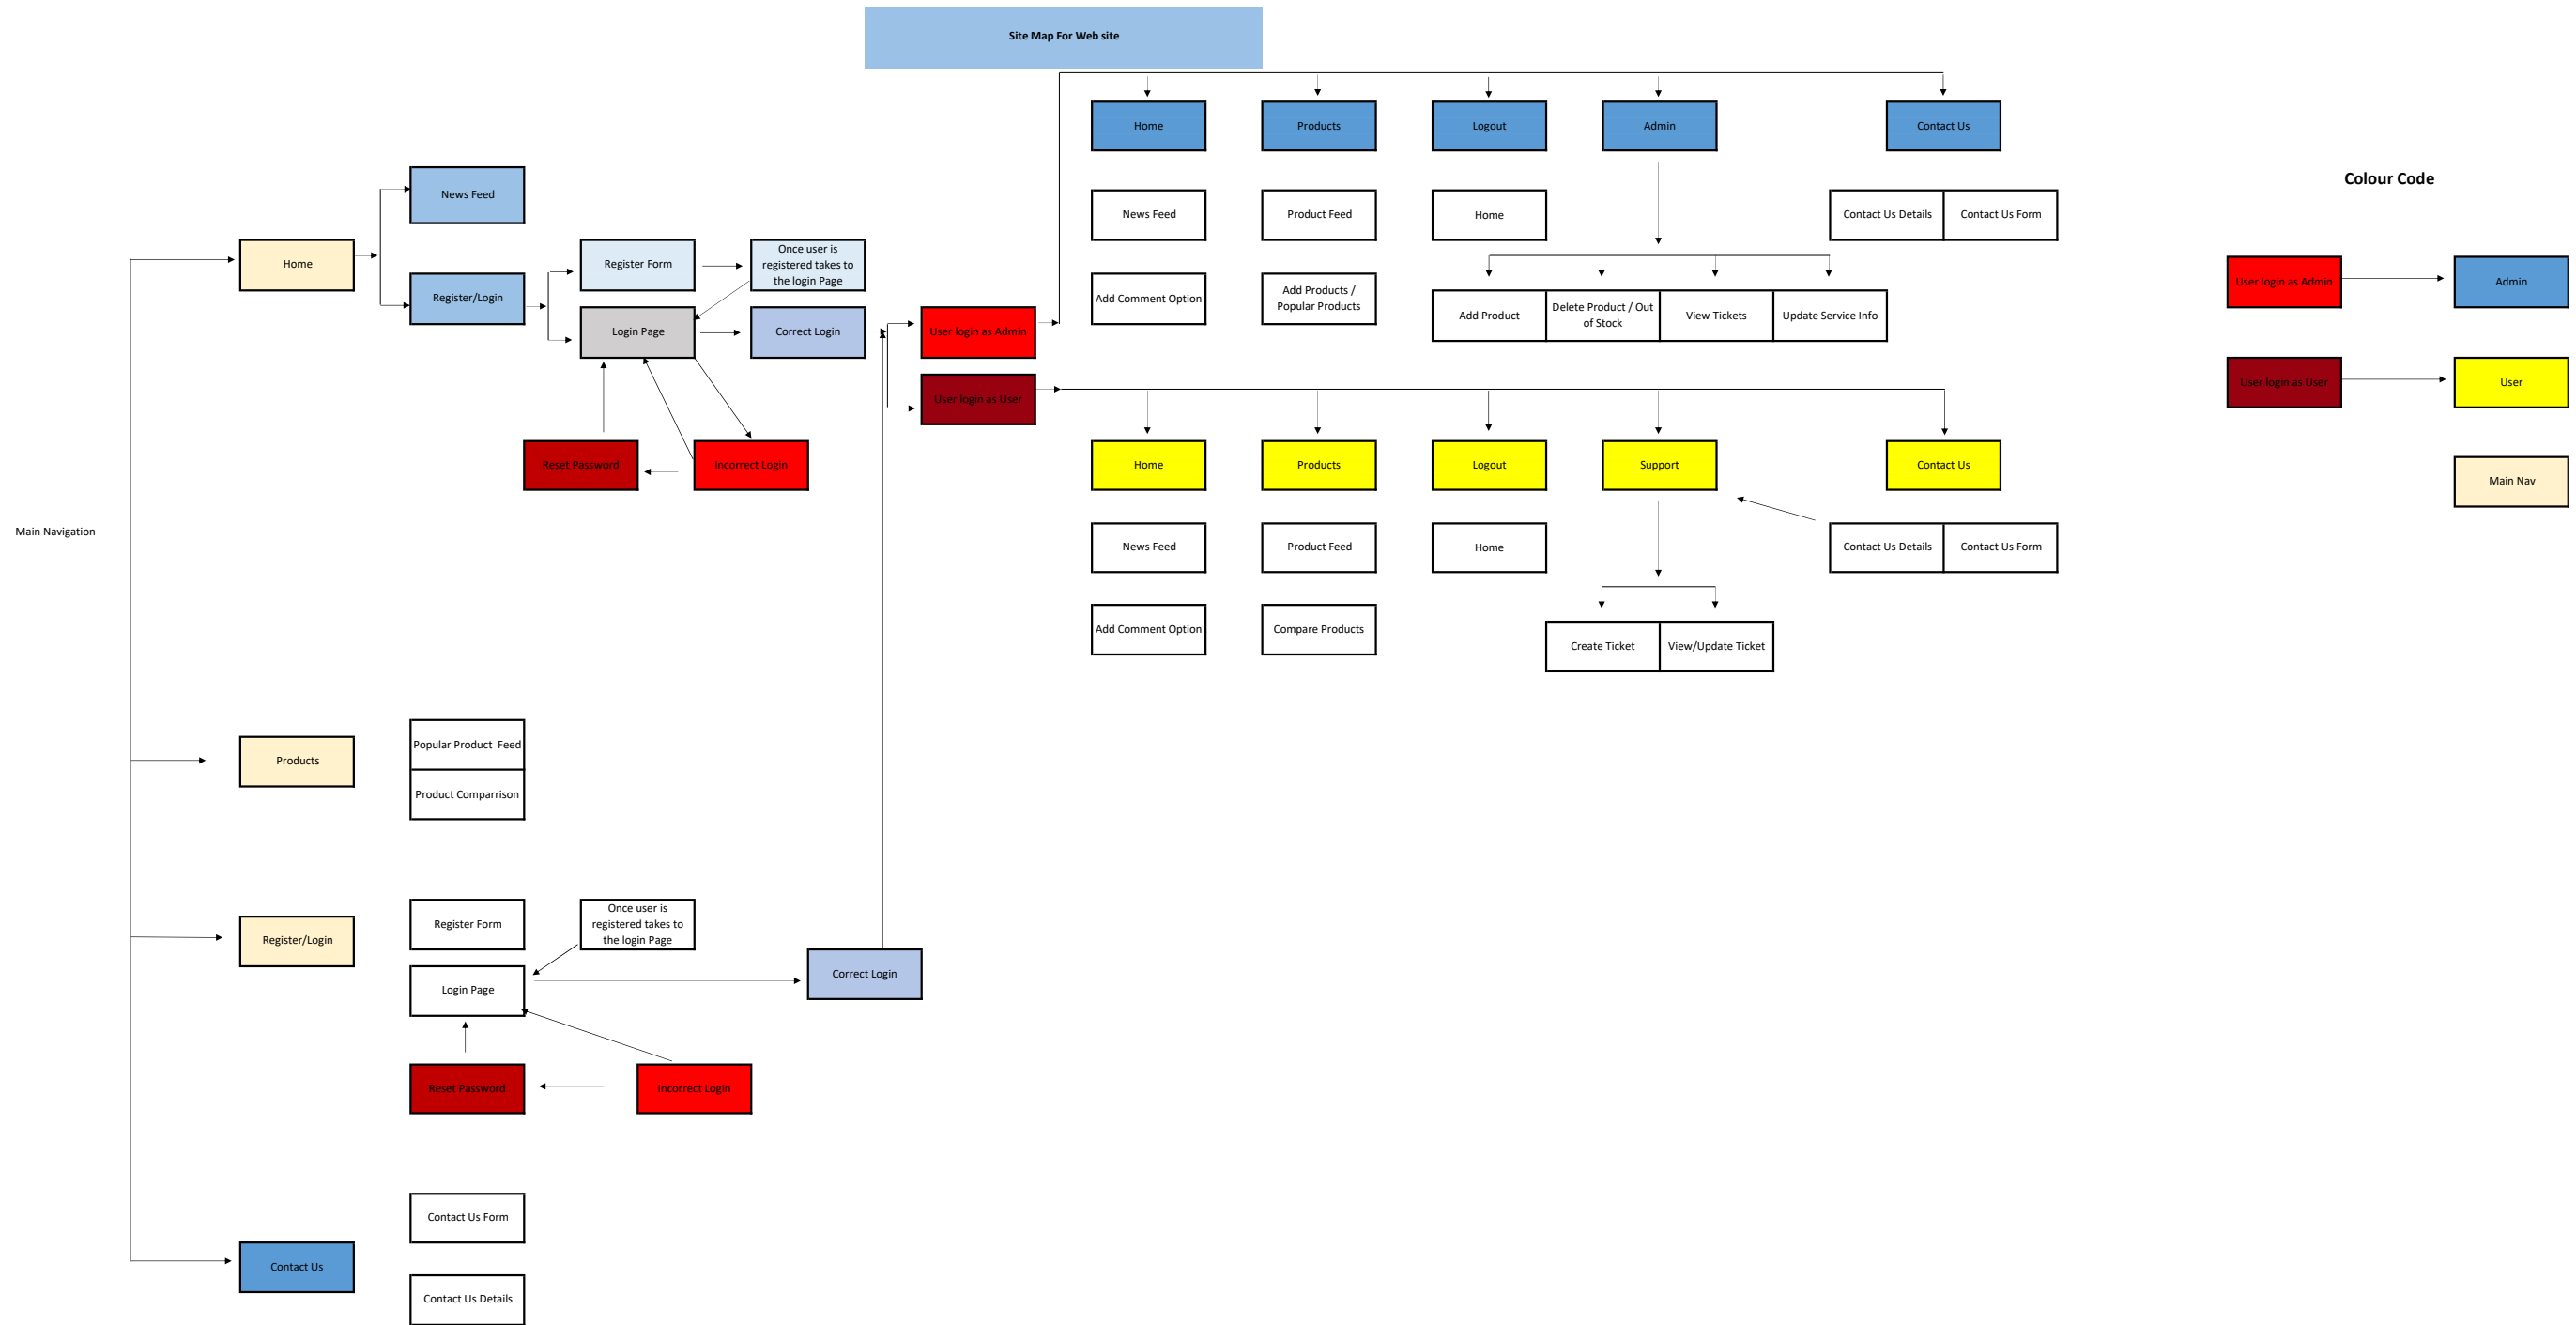 Site Map For Web site
Home
Products
Logout
Admin
Contact Us
News Feed
Product Feed
Home
Contact Us Details
Contact Us Form
Add Comment Option
Add Products /
Popular Products
Add Product
Delete Product / Out
of Stock
View Tickets
Update Service Info
Colour Code
User login as Admin
Admin
User login as User
User
Main Nav
Main Navigation
Home
News Feed
Register/Login
Register Form
Once user is
registered takes to
the login Page
Login Page
Correct Login
Reset Password
Incorrect Login
User login as Admin
User login as User
Home
Products
Logout
Support
Contact Us
News Feed
Product Feed
Home
Contact Us Details
Contact Us Form
Add Comment Option
Compare Products
Create Ticket
View/Update Ticket
Products
Popular Product  Feed
Product Comparrison
Register/Login
Register Form
Once user is
registered takes to
the login Page
Login Page
Correct Login
Reset Password
Incorrect Login
Contact Us
Contact Us Form
Contact Us Details